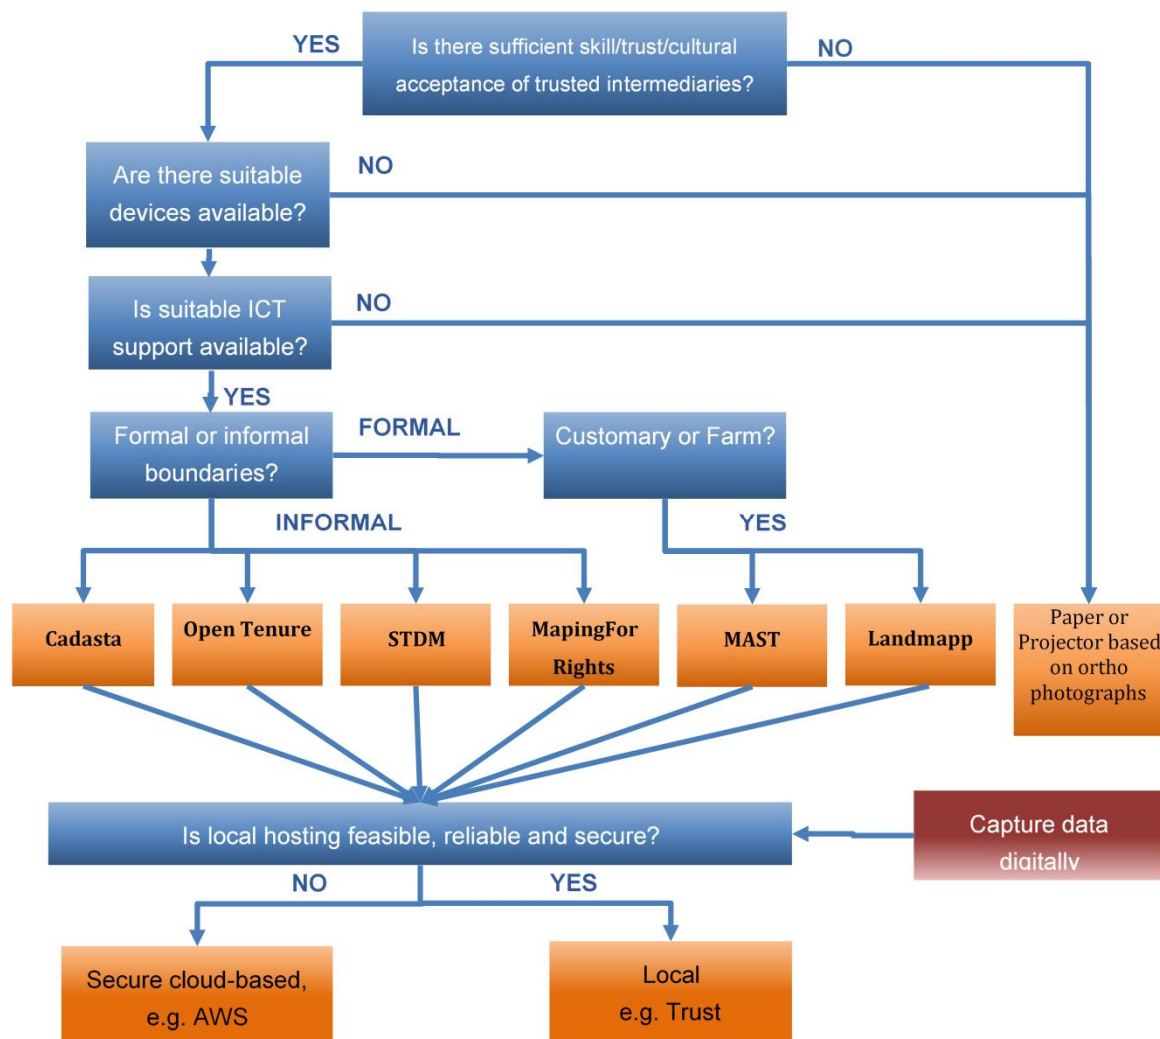 YES
Is there sufficient skill/trust/cultural
acceptance of trusted intermediaries?
NO
Are there suitable
devices available?
NO
Is suitable ICT
support available?
NO
YES
Formal or informal
boundaries?
FORMAL
Customary or Farm?
INFORMAL
YES
Cadasta
Open Tenure
STDM
MapingFor
Rights
MAST
Landmapp
Paper or
Projector based
on ortho
photographs
Is local hosting feasible, reliable and secure?
Capture data
digitally
NO
YES
Secure cloud-based,
e.g. AWS
Local
e.g. Trust